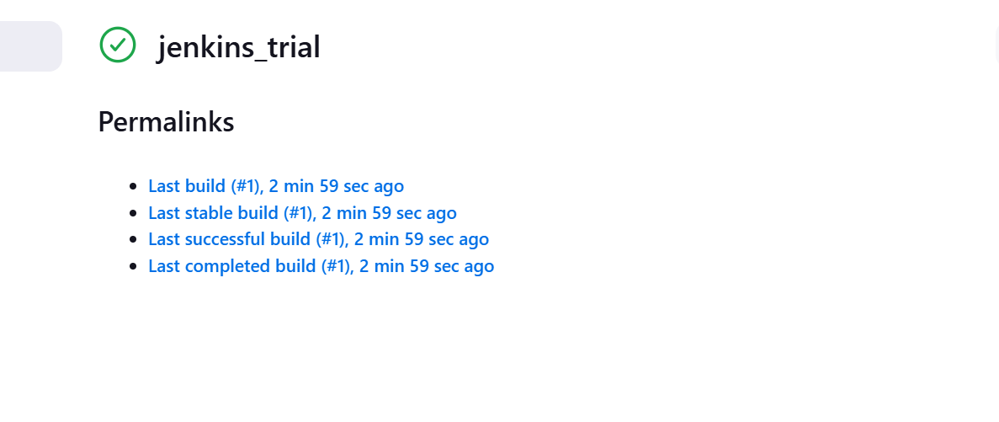 jenkins_trial
Permalinks
Last build (#1), 2 min 59 sec ago
Last stable build (#1), 2 min 59 sec ago
Last successful build (#1), 2 min 59 sec ago
Last completed build (#1), 2 min 59 sec ago